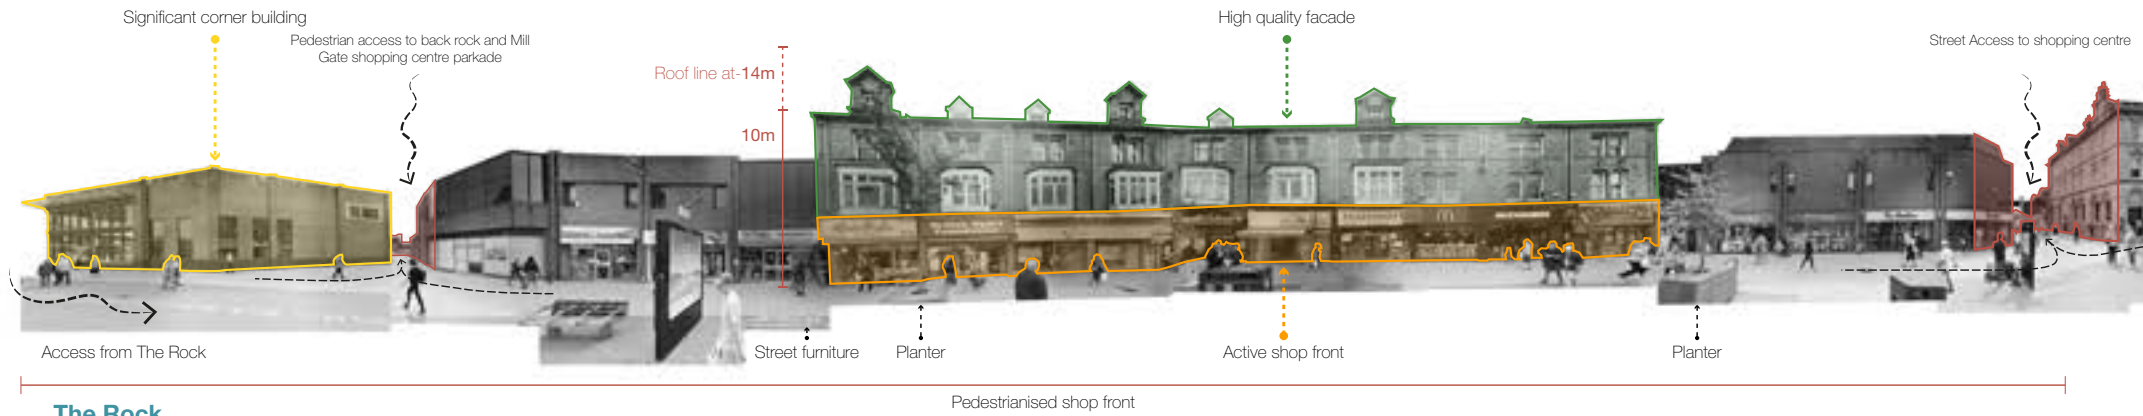 Significant corner building
High quality facade
Pedestrian access to back rock and Mill
Gate shopping centre parkade
Street Access to shopping centre
Roof line at-14m
10m
Access from The Rock
Street furniture
Planter
Active shop front
Planter
Pedestrianised shop front
The Rock